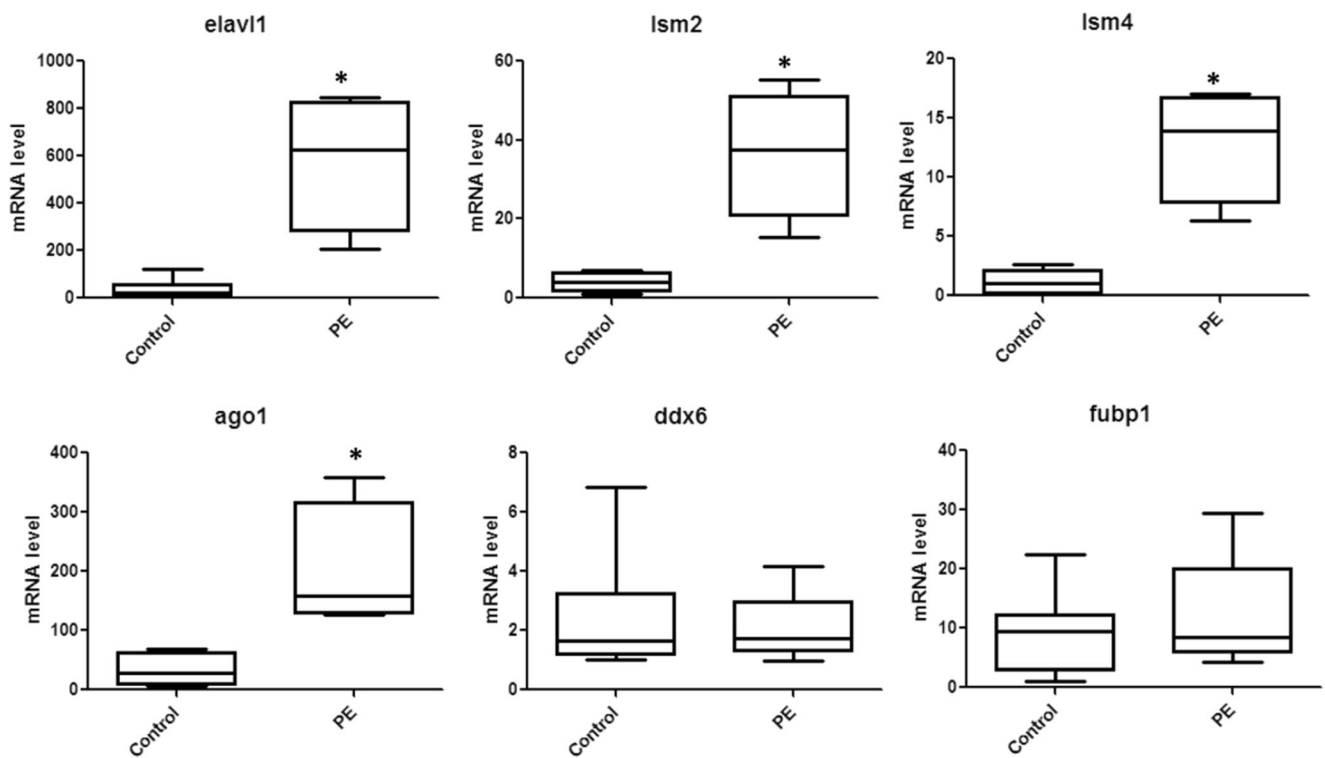 elavl1
lsm2
lsm4
mRNA level
1000
800
600
400
200
0
*
Control
PE
mRNA level
60
40
20
0
*
Control
PE
mRNA level
20
15
10
5
0
*
Control
PE
ago1
ddx6
fubp1
mRNA level
400
300
200
100
0
*
Control
PE
mRNA level
8
6
4
2
0
Control
PE
mRNA level
40
30
20
10
0
Control
PE